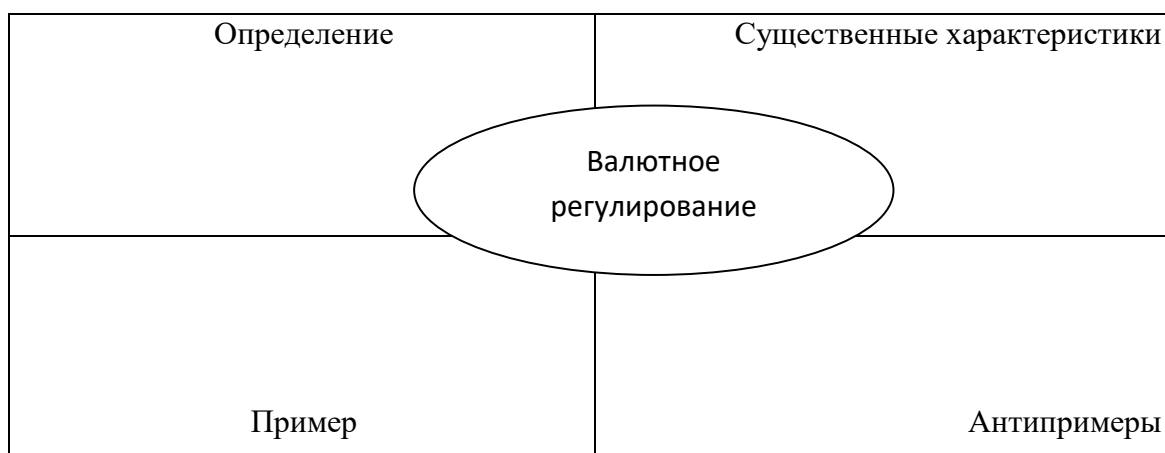 Определение
Существенные характеристики
Валютное
регулирование
Пример
Антипримеры